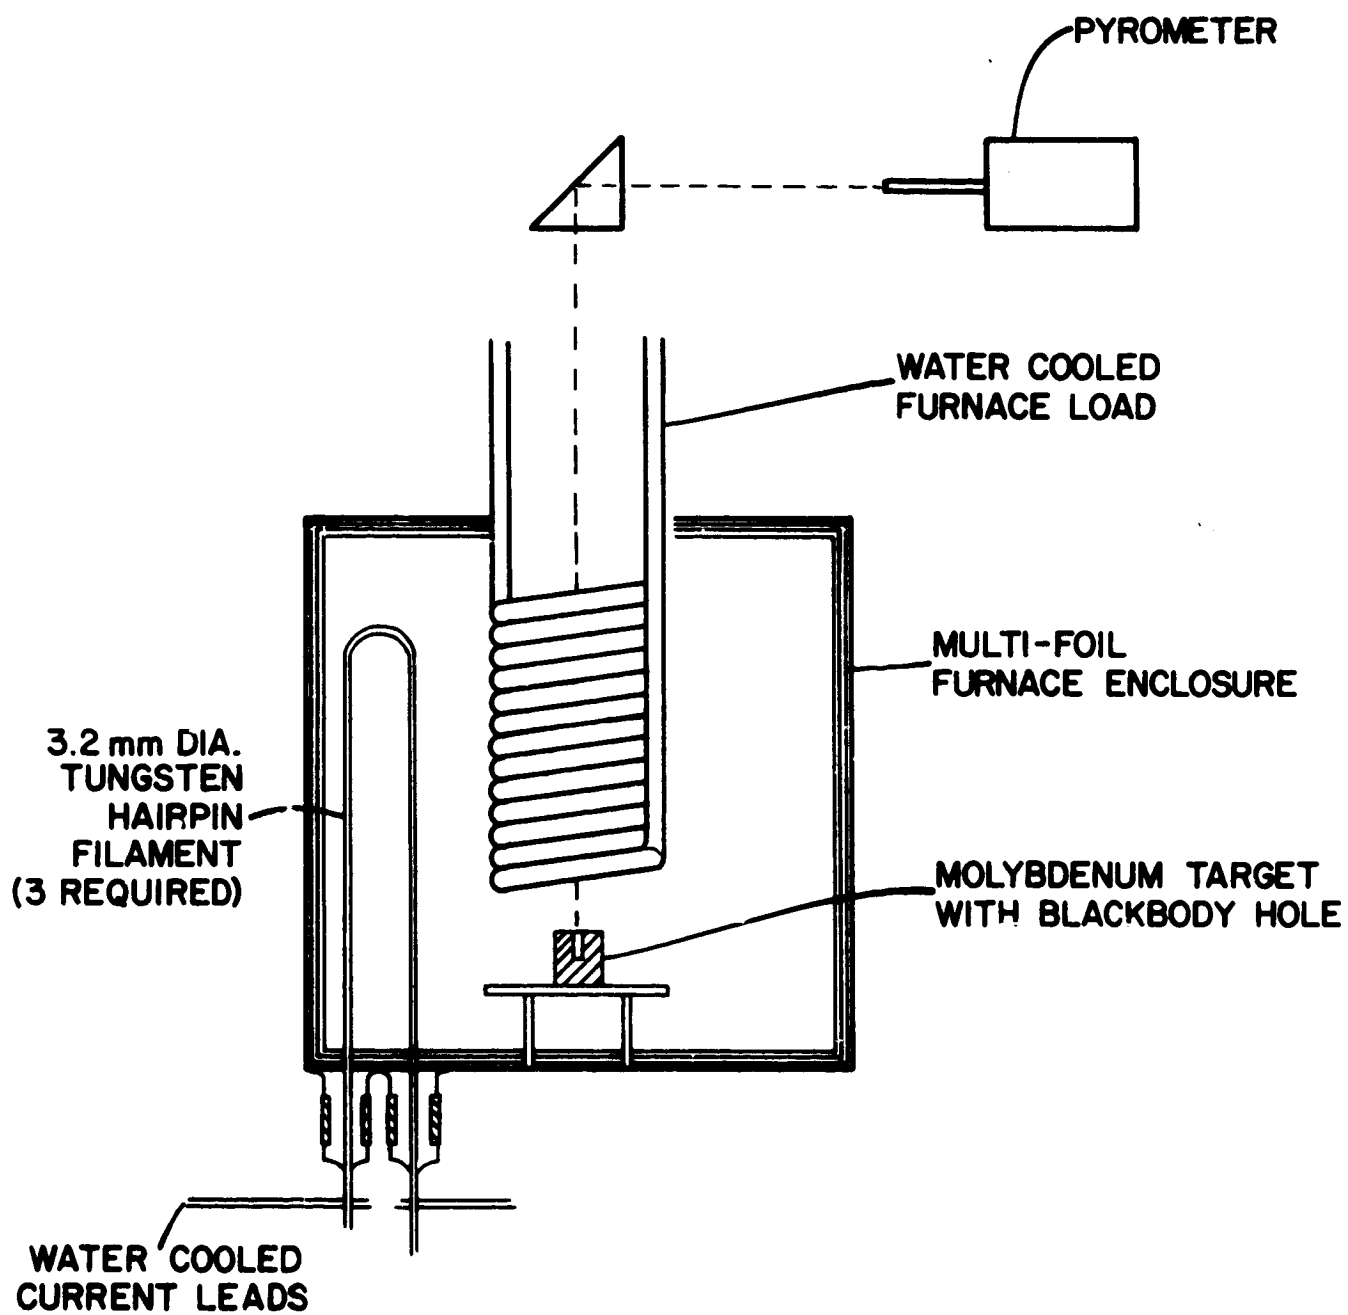 PYROMETER
WATER COOLED
FURNACE LOAD
MULTI-FOIL
FURNACE ENCLOSURE
3.2 mm DIA.
TUNGSTEN
HAIRPIN
FILAMENT
(3 REQUIRED)
MOLYBDENUM TARGET
WITH BLACKBODY HOLE
WATER COOLED
CURRENT LEADS